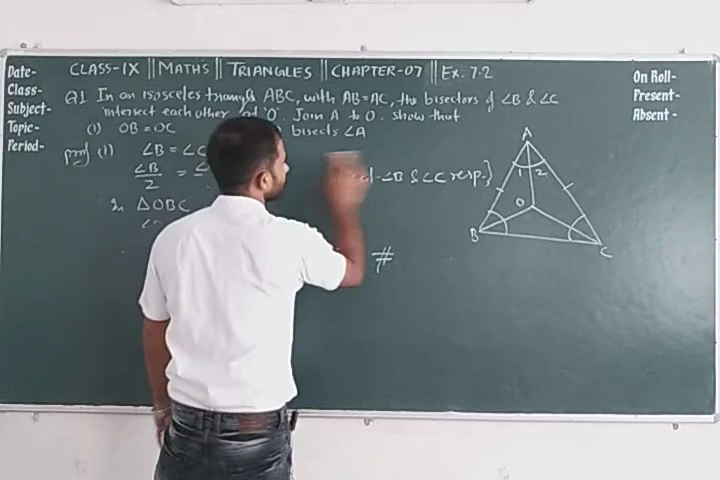 Date-
Class-
Subject-
Topic-
Period-
CLASS-IX || MATHS || TRIANGLES || CHAPTER-07 || Ex. 7.2
On Roll-
Present-
Absent-
Q1 In an isosceles triangle ABC, with AB=AC, the bisectors of ∠B & ∠C
intersect each other at 'O'. Join A to O. show that
(i) OB=OC bisects ∠A
Proof (i) ∠B = ∠C
∠B/2 = ∠
∠B & ∠C resp.]
In △OBC
#
A
1 2
O
B
C